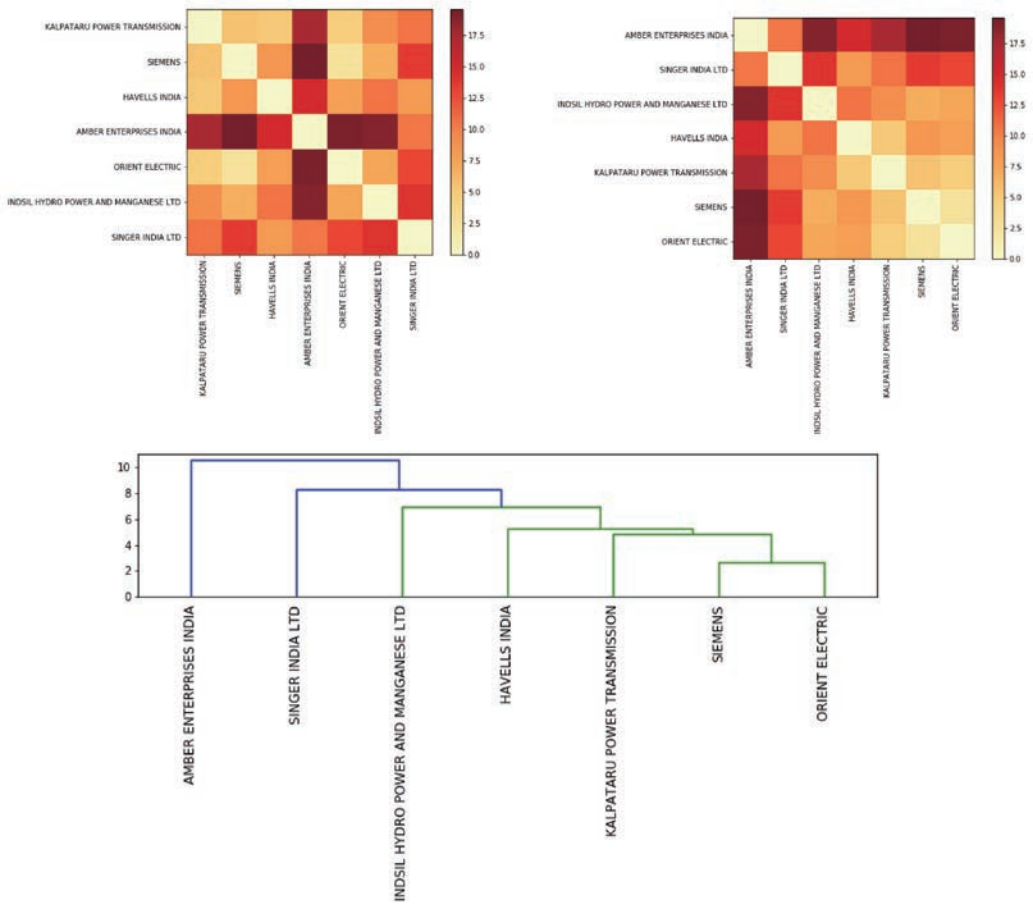 KALPATARU POWER TRANSMISSION
SIEMENS
HAVELLS INDIA
AMBER ENTERPRISES INDIA
ORIENT ELECTRIC
INDSIL HYDRO POWER AND MANGANESE LTD
SINGER INDIA LTD
KALPATARU POWER TRANSMISSION
SIEMENS
HAVELLS INDIA
AMBER ENTERPRISES INDIA
ORIENT ELECTRIC
INDSIL HYDRO POWER AND MANGANESE LTD
SINGER INDIA LTD
17.5
15.0
12.5
10.0
7.5
5.0
2.5
0.0
AMBER ENTERPRISES INDIA
SINGER INDIA LTD
INDSIL HYDRO POWER AND MANGANESE LTD
HAVELLS INDIA
KALPATARU POWER TRANSMISSION
SIEMENS
ORIENT ELECTRIC
AMBER ENTERPRISES INDIA
SINGER INDIA LTD
INDSIL HYDRO POWER AND MANGANESE LTD
HAVELLS INDIA
KALPATARU POWER TRANSMISSION
SIEMENS
ORIENT ELECTRIC
17.5
15.0
12.5
10.0
7.5
5.0
2.5
0.0
10
8
6
4
2
0
AMBER ENTERPRISES INDIA
SINGER INDIA LTD
INDSIL HYDRO POWER AND MANGANESE LTD
HAVELLS INDIA
KALPATARU POWER TRANSMISSION
SIEMENS
ORIENT ELECTRIC